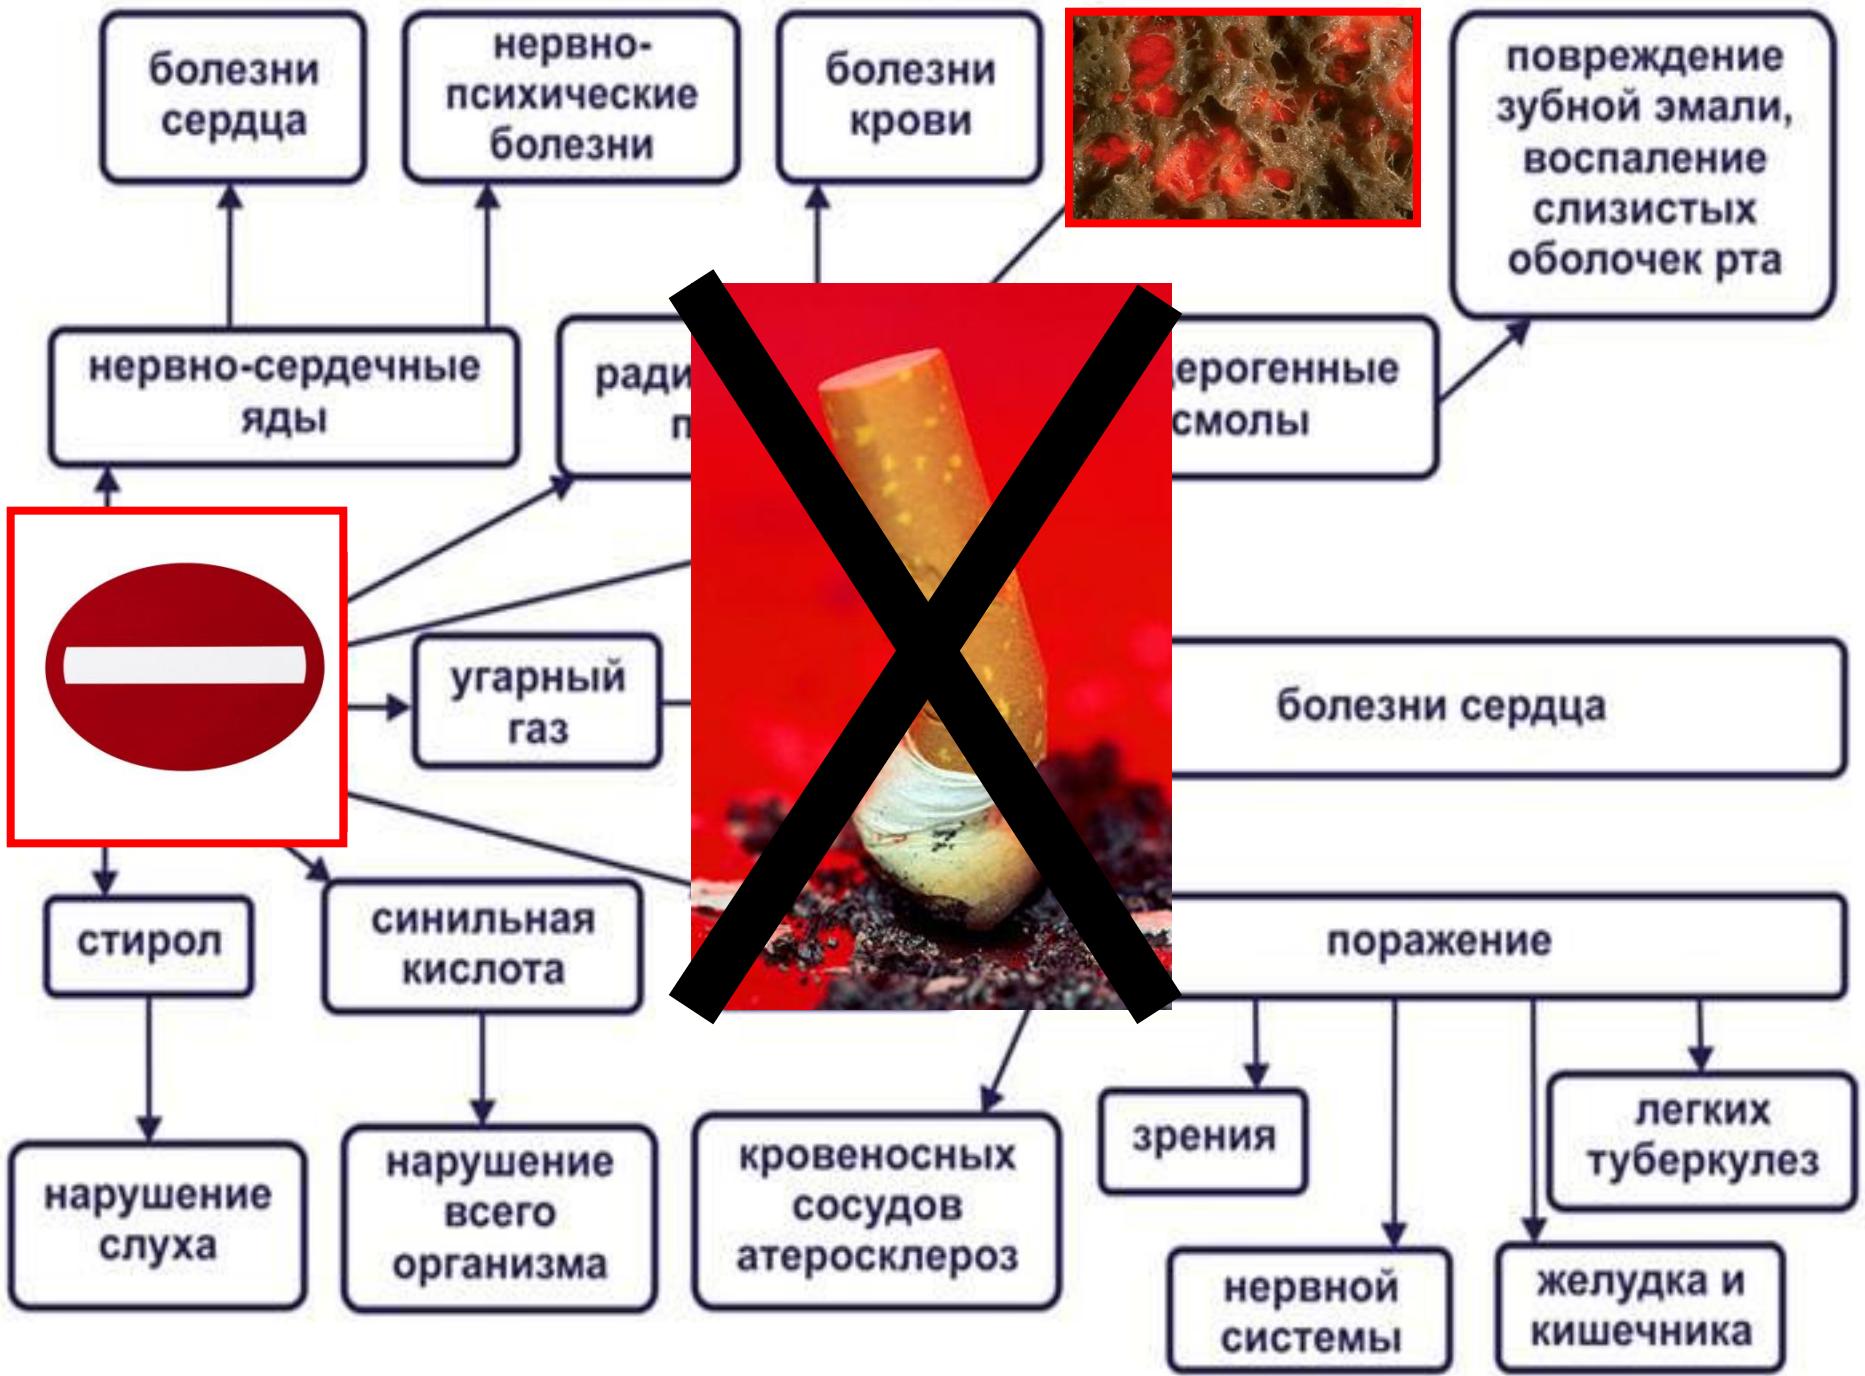 болезни
сердца
нервно-
психические
болезни
болезни
крови
повреждение
зубной эмали,
воспаление
слизистых
оболочек рта
нервно-сердечные
яды
ради
п
церогенные
смолы
угарный
газ
болезни сердца
стирол
синильная
кислота
поражение
нарушение
слуха
нарушение
всего
организма
кровеносных
сосудов
атеросклероз
зрения
легких
туберкулез
нервной
системы
желудка и
кишечника